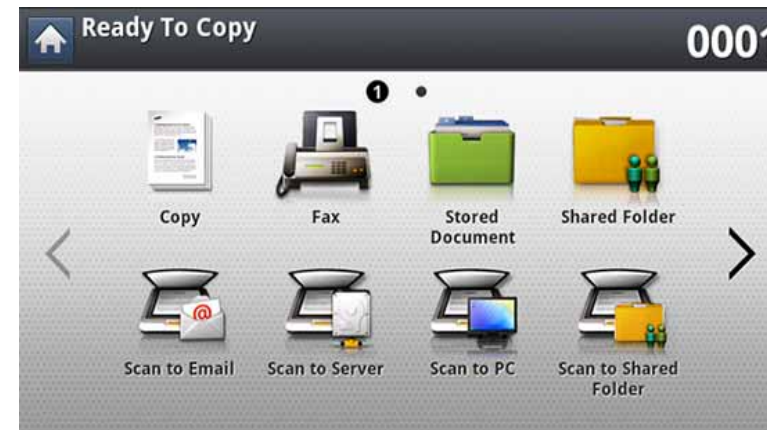 Ready To Copy
0001
1
Copy
Fax
Stored
Document
Shared Folder
Scan to Email
Scan to Server
Scan to PC
Scan to Shared
Folder